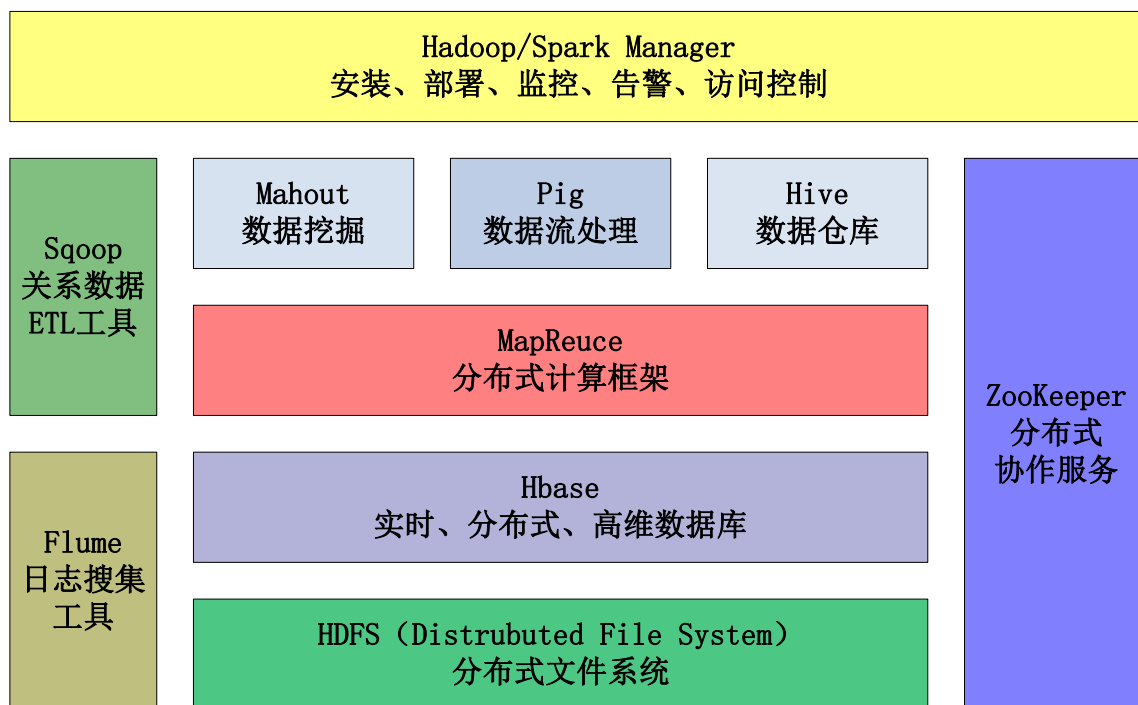 Hadoop/Spark Manager
安装、部署、监控、告警、访问控制
Sqoop
关系数据
ETL工具
Mahout
数据挖掘
Pig
数据流处理
Hive
数据仓库
MapReuce
分布式计算框架
ZooKeeper
分布式
协作服务
Flume
日志搜集
工具
Hbase
实时、分布式、高维数据库
HDFS（Distrubuted File System）
分布式文件系统